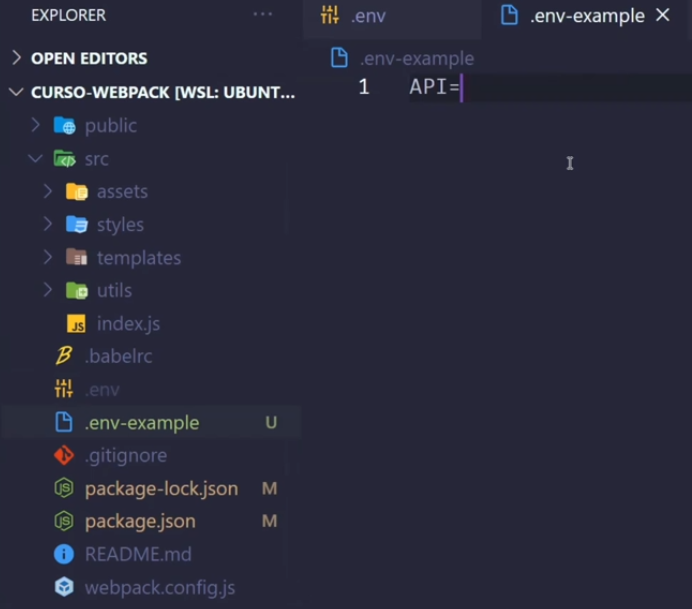 EXPLORER
.env
.env-example
OPEN EDITORS
.env-example
CURSO-WEBPACK [WSL: UBUNT...
1 API=
public
src
assets
styles
templates
utils
JS index.js
.babelrc
.env
.env-example U
.gitignore
package-lock.json M
package.json M
README.md
webpack.config.js